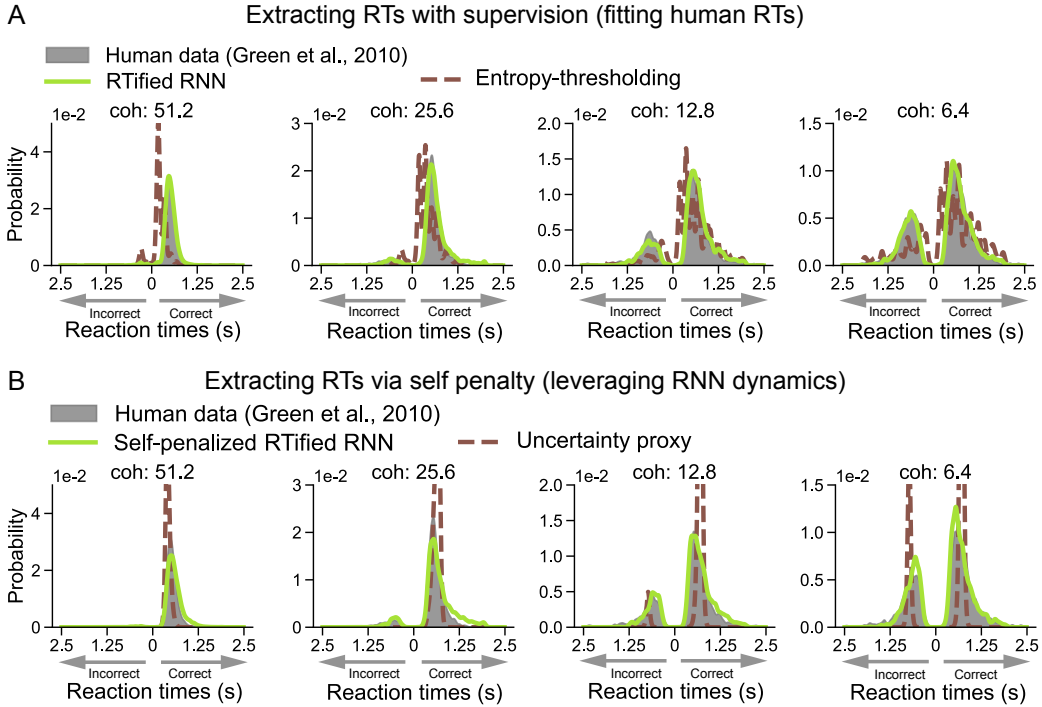 A
Extracting RTs with supervision (fitting human RTs)
Human data (Green et al., 2010)
RTified RNN
Entropy-thresholding
1e-2 coh: 51.2
1e-2 coh: 25.6
1e-2 coh: 12.8
1e-2 coh: 6.4
Probability
4
2
0
3
2
1
0
2.0
1.5
1.0
0.5
0.0
1.5
1.0
0.5
0.0
2.5 1.25 0 1.25 2.5
2.5 1.25 0 1.25 2.5
2.5 1.25 0 1.25 2.5
2.5 1.25 0 1.25 2.5
Incorrect Correct
Incorrect Correct
Incorrect Correct
Incorrect Correct
Reaction times (s)
Reaction times (s)
Reaction times (s)
Reaction times (s)
B
Extracting RTs via self penalty (leveraging RNN dynamics)
Human data (Green et al., 2010)
Self-penalized RTified RNN
Uncertainty proxy
1e-2 coh: 51.2
1e-2 coh: 25.6
1e-2 coh: 12.8
1e-2 coh: 6.4
Probability
4
2
0
3
2
1
0
2.0
1.5
1.0
0.5
0.0
1.5
1.0
0.5
0.0
2.5 1.25 0 1.25 2.5
2.5 1.25 0 1.25 2.5
2.5 1.25 0 1.25 2.5
2.5 1.25 0 1.25 2.5
Incorrect Correct
Incorrect Correct
Incorrect Correct
Incorrect Correct
Reaction times (s)
Reaction times (s)
Reaction times (s)
Reaction times (s)